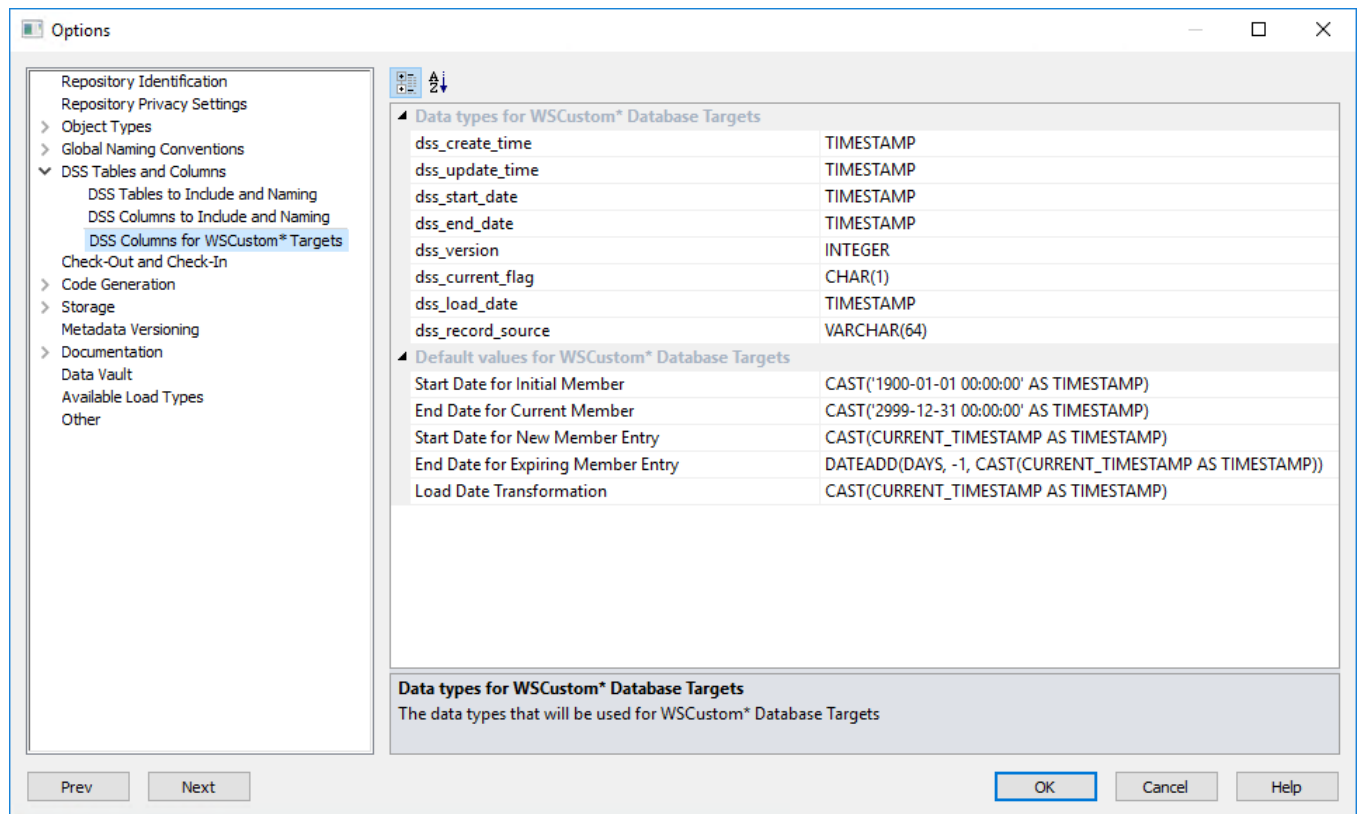 Options
Repository Identification
Repository Privacy Settings
Object Types
Global Naming Conventions
DSS Tables and Columns
DSS Tables to Include and Naming
DSS Columns to Include and Naming
DSS Columns for WSCustom* Targets
Check-Out and Check-In
Code Generation
Storage
Metadata Versioning
Documentation
Data Vault
Available Load Types
Other
Data types for WSCustom* Database Targets
dss_create_time TIMESTAMP
dss_update_time TIMESTAMP
dss_start_date TIMESTAMP
dss_end_date TIMESTAMP
dss_version INTEGER
dss_current_flag CHAR(1)
dss_load_date TIMESTAMP
dss_record_source VARCHAR(64)
Default values for WSCustom* Database Targets
Start Date for Initial Member CAST('1900-01-01 00:00:00' AS TIMESTAMP)
End Date for Current Member CAST('2999-12-31 00:00:00' AS TIMESTAMP)
Start Date for New Member Entry CAST(CURRENT_TIMESTAMP AS TIMESTAMP)
End Date for Expiring Member Entry DATEADD(DAYS, -1, CAST(CURRENT_TIMESTAMP AS TIMESTAMP))
Load Date Transformation CAST(CURRENT_TIMESTAMP AS TIMESTAMP)
Data types for WSCustom* Database Targets
The data types that will be used for WSCustom* Database Targets
Prev Next OK Cancel Help